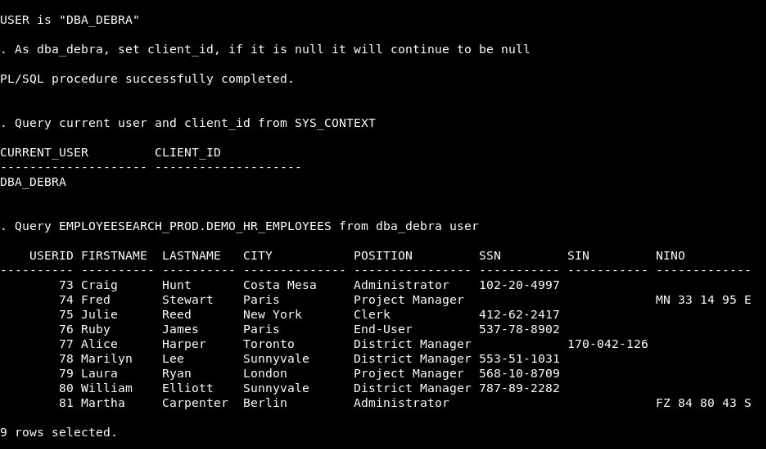 USER is "DBA_DEBRA"
. As dba_debra, set client_id, if it is null it will continue to be null
PL/SQL procedure successfully completed.
. Query current user and client_id from SYS_CONTEXT
CURRENT_USER         CLIENT_ID
-------------------- --------------------
DBA_DEBRA
. Query EMPLOYEESEARCH_PROD.DEMO_HR_EMPLOYEES from dba_debra user
    USERID FIRSTNAME  LASTNAME   CITY           POSITION         SSN         SIN         NINO
---------- ---------- ---------- -------------- ---------------- ----------- ----------- -------------
        73 Craig      Hunt       Costa Mesa     Administrator    102-20-4997
        74 Fred       Stewart    Paris          Project Manager                          MN 33 14 95 E
        75 Julie      Reed       New York       Clerk            412-62-2417
        76 Ruby       James      Paris          End-User         537-78-8902
        77 Alice      Harper     Toronto        District Manager             170-042-126
        78 Marilyn    Lee        Sunnyvale      District Manager 553-51-1031
        79 Laura      Ryan       London         Project Manager  568-10-8709
        80 William    Elliott    Sunnyvale      District Manager 787-89-2282
        81 Martha     Carpenter  Berlin         Administrator                            FZ 84 80 43 S
9 rows selected.